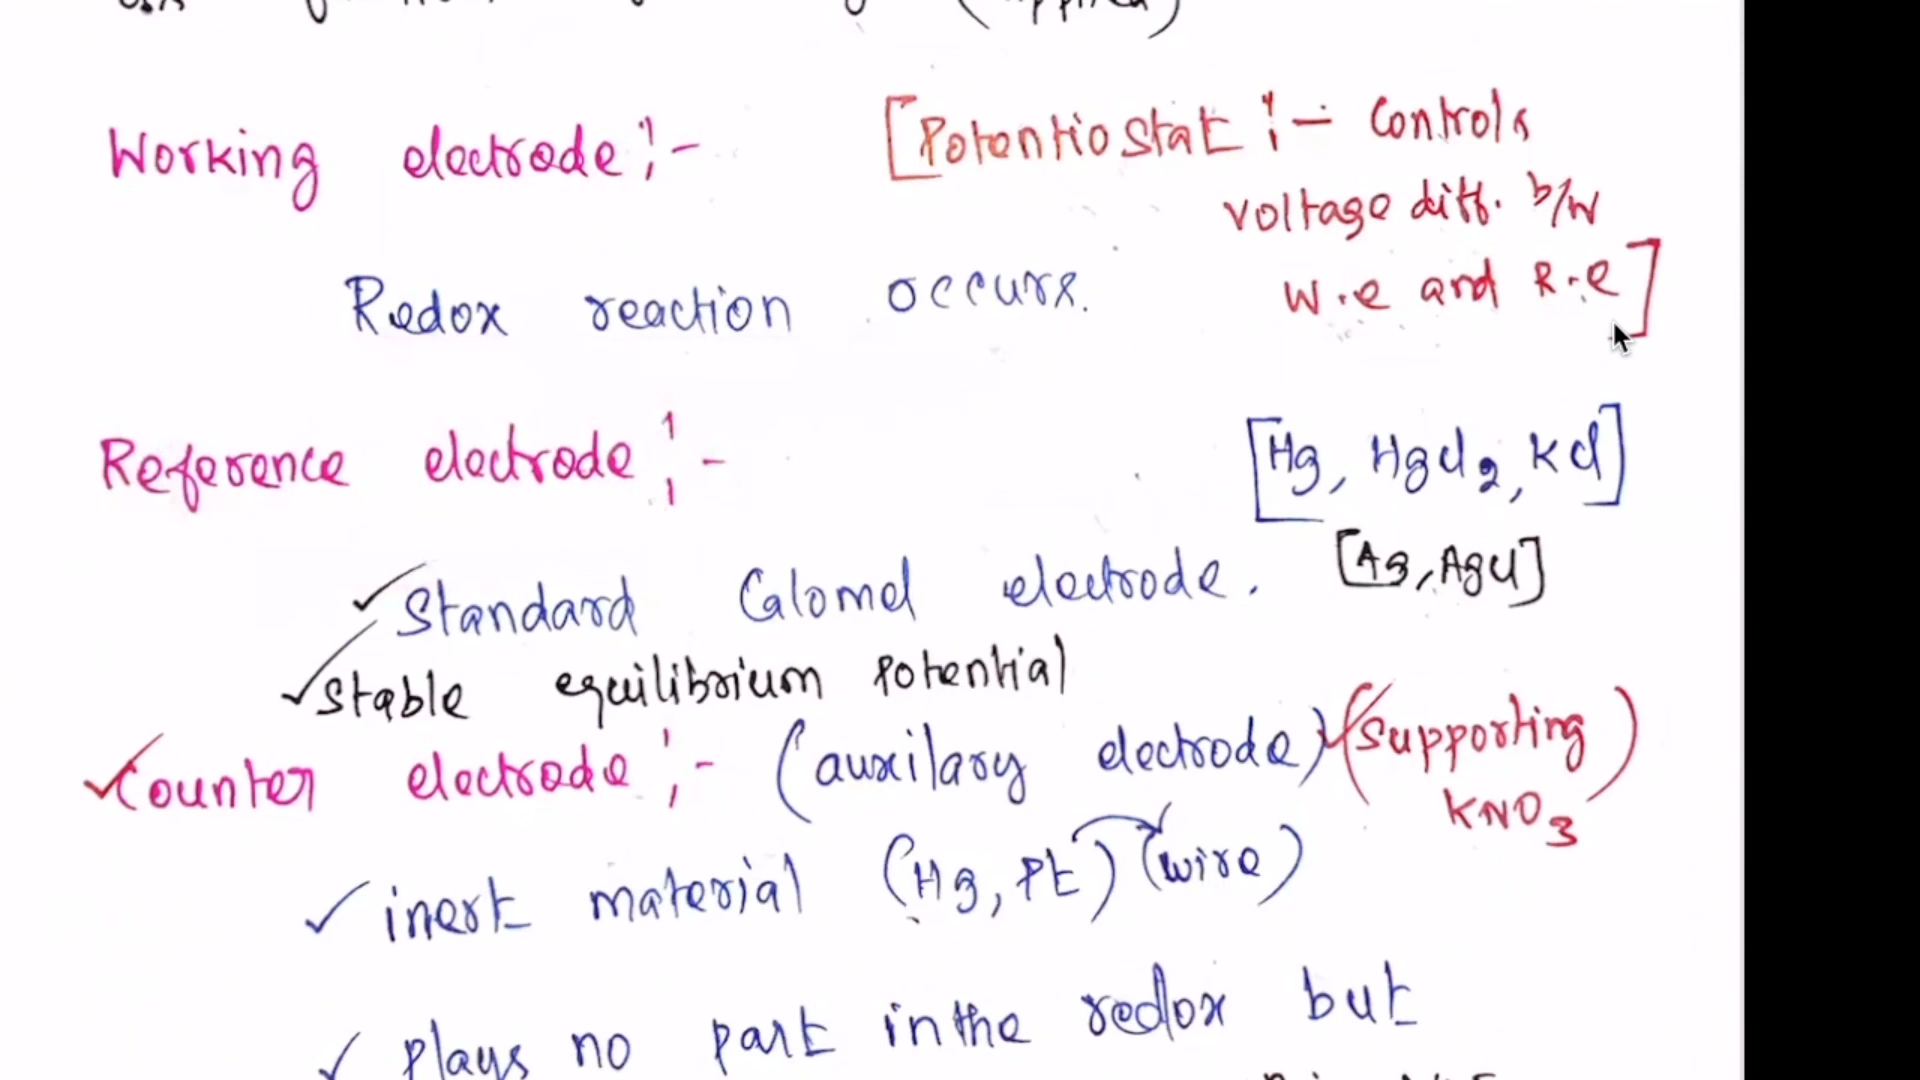 (applied)
Working electrode :- [Potentiostat :- Controls
voltage diff. b/w
Redox reaction occurs. W.e and R.e]
Reference electrode :- [Hg, HgCl2, KCl]
✓Standard Calomel electrode. [Ag, AgCl]
✓Stable equilibrium Potential
✓Counter electrode :- (auxilary electrode) ✓(Supporting)
KNO3
✓ inert material (Hg, Pt) (wire)
✓ Plays no part in the redox but